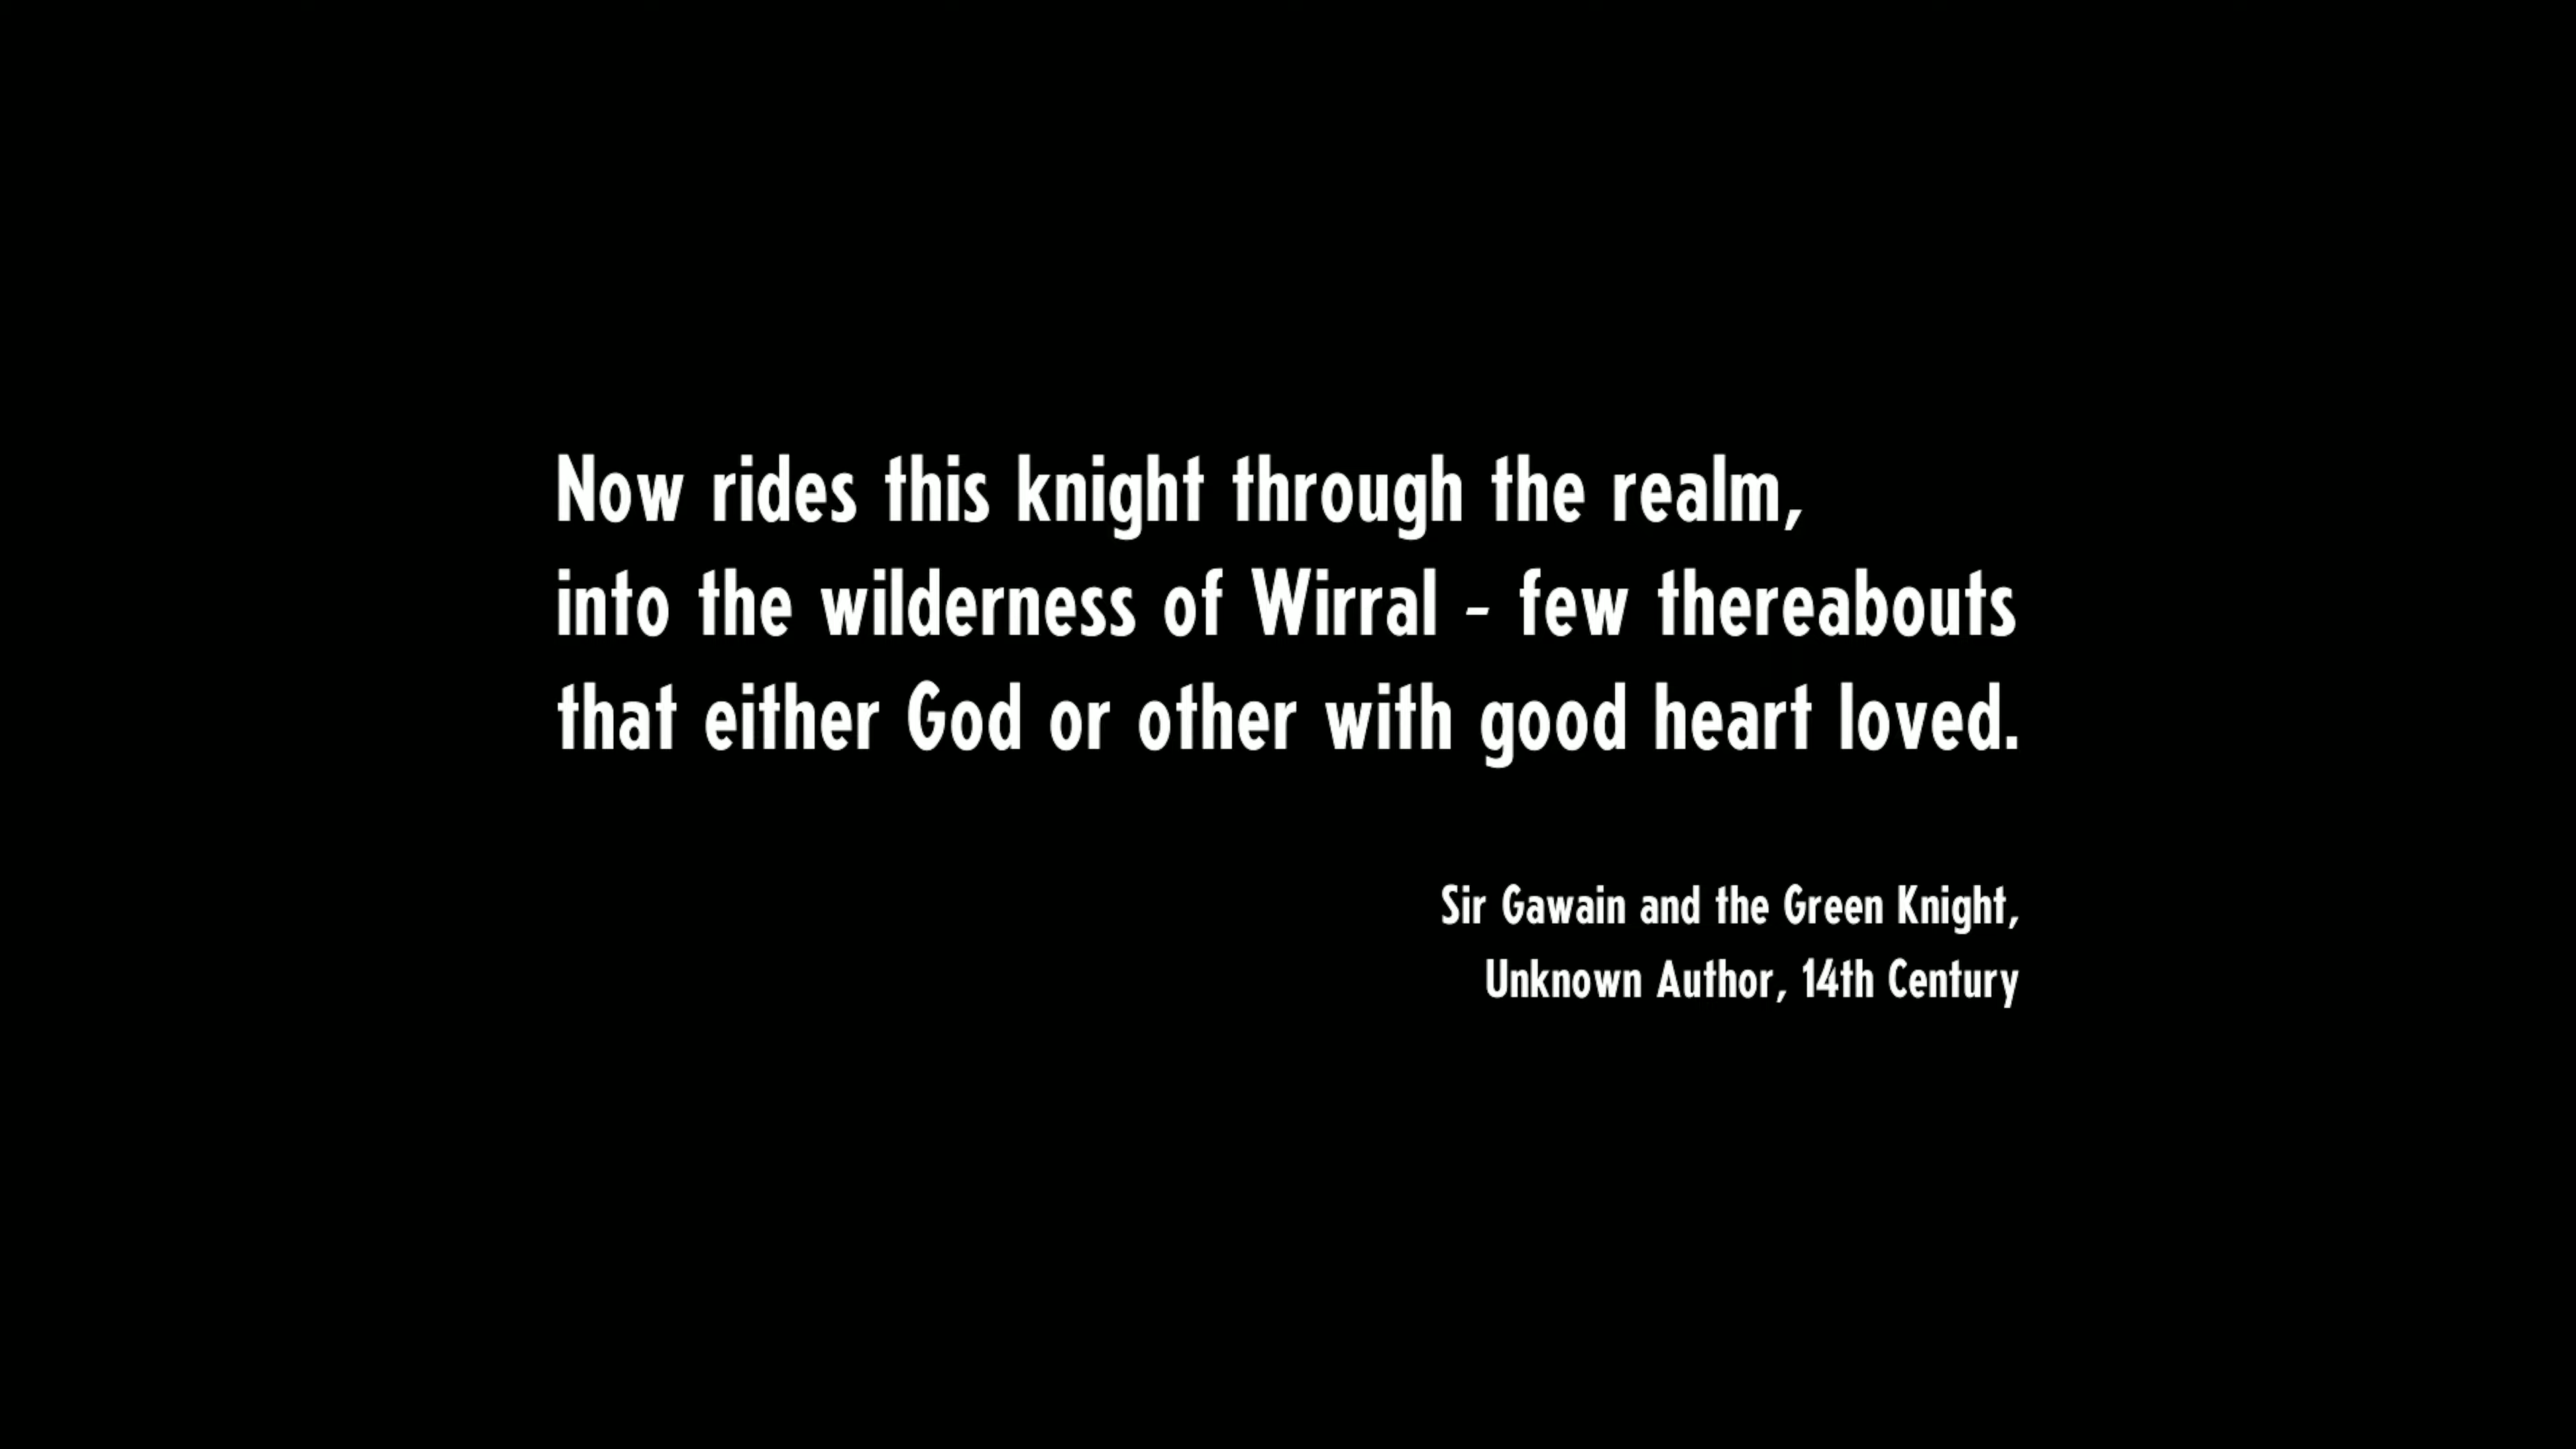 Now rides this knight through the realm,
into the wilderness of Wirral - few thereabouts
that either God or other with good heart loved.
Sir Gawain and the Green Knight,
Unknown Author, 14th Century